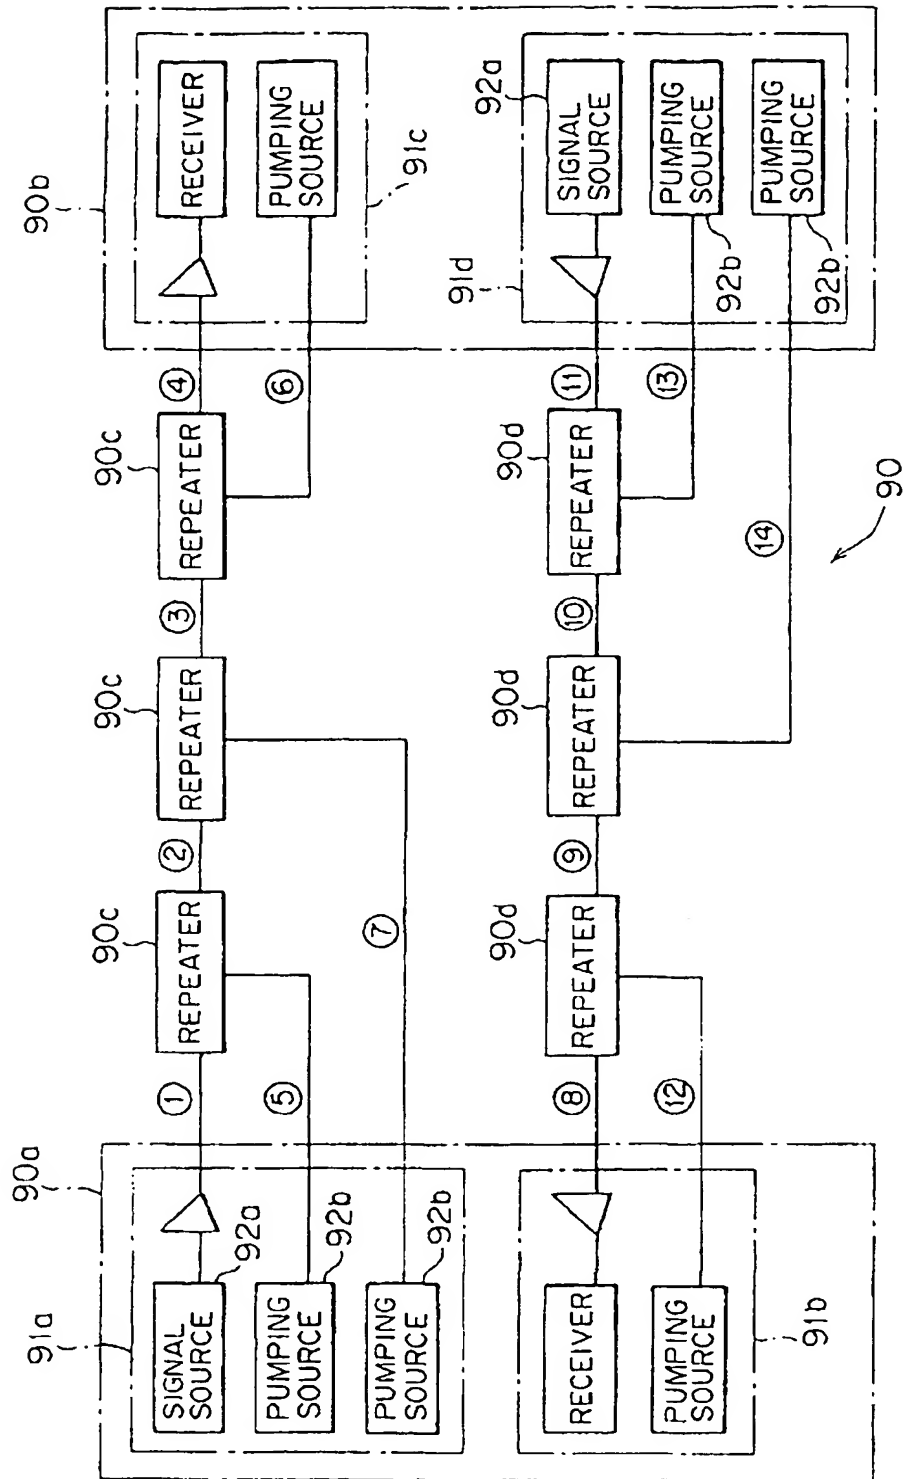 90b
RECEIVER
PUMPING
SOURCE
91c
④
⑥
90c
REPEATER
③
90c
REPEATER
②
⑦
90c
REPEATER
①
⑤
90a
91a
92a
SIGNAL
SOURCE
92b
PUMPING
SOURCE
92b
PUMPING
SOURCE
92a
SIGNAL
SOURCE
PUMPING
SOURCE
92b
PUMPING
SOURCE
92b
91d
⑪
⑬
90d
REPEATER
⑩
⑭
90d
REPEATER
⑨
90d
REPEATER
⑧
⑫
RECEIVER
PUMPING
SOURCE
91b
90